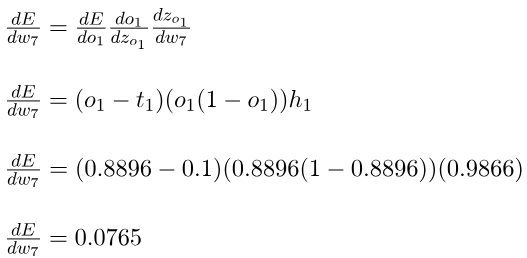 dE/dw₇ = dE/do₁ do₁/dz_{o₁} dz_{o₁}/dw₇
dE/dw₇ = (o₁ − t₁)(o₁(1 − o₁))h₁
dE/dw₇ = (0.8896 − 0.1)(0.8896(1 − 0.8896))(0.9866)
dE/dw₇ = 0.0765